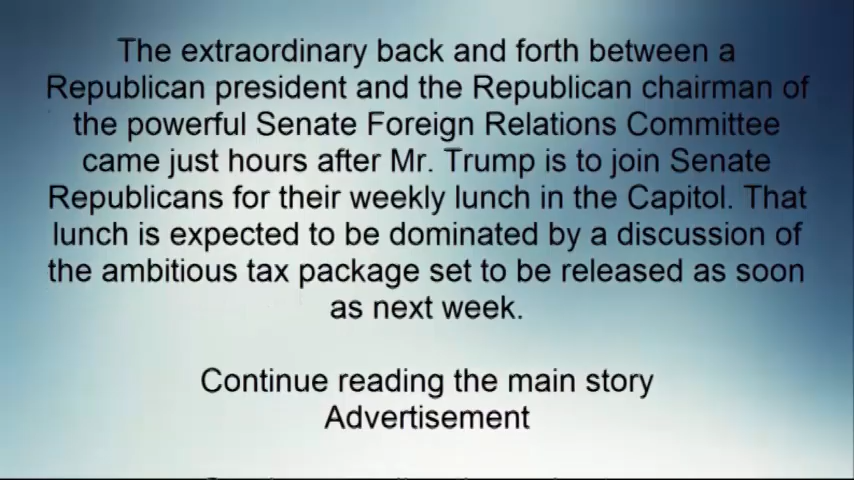 The extraordinary back and forth between a
Republican president and the Republican chairman of
the powerful Senate Foreign Relations Committee
came just hours after Mr. Trump is to join Senate
Republicans for their weekly lunch in the Capitol. That
lunch is expected to be dominated by a discussion of
the ambitious tax package set to be released as soon
as next week.
Continue reading the main story
Advertisement